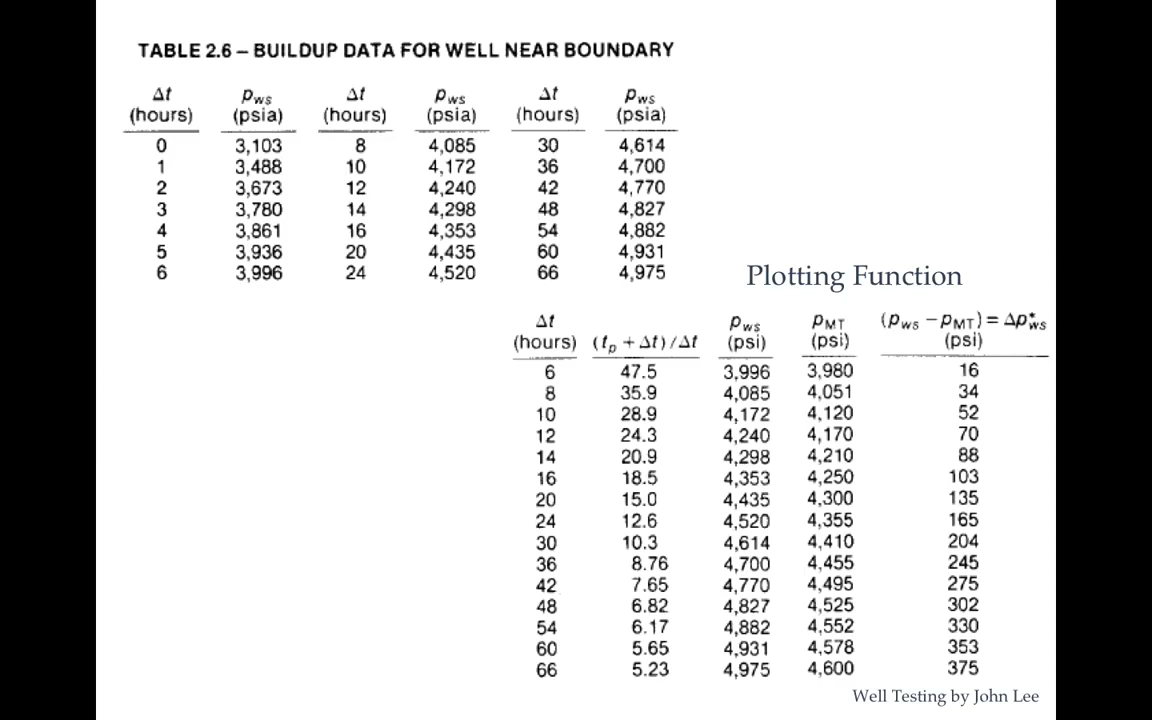 TABLE 2.6 – BUILDUP DATA FOR WELL NEAR BOUNDARY
Δt pws Δt pws Δt pws
(hours) (psia) (hours) (psia) (hours) (psia)
0 3,103 8 4,085 30 4,614
1 3,488 10 4,172 36 4,700
2 3,673 12 4,240 42 4,770
3 3,780 14 4,298 48 4,827
4 3,861 16 4,353 54 4,882
5 3,936 20 4,435 60 4,931
6 3,996 24 4,520 66 4,975
Plotting Function
Δt pws pMT (pws – pMT) = Δp*ws
(hours) (tp + Δt)/Δt (psi) (psi) (psi)
6 47.5 3,996 3,980 16
8 35.9 4,085 4,051 34
10 28.9 4,172 4,120 52
12 24.3 4,240 4,170 70
14 20.9 4,298 4,210 88
16 18.5 4,353 4,250 103
20 15.0 4,435 4,300 135
24 12.6 4,520 4,355 165
30 10.3 4,614 4,410 204
36 8.76 4,700 4,455 245
42 7.65 4,770 4,495 275
48 6.82 4,827 4,525 302
54 6.17 4,882 4,552 330
60 5.65 4,931 4,578 353
66 5.23 4,975 4,600 375
Well Testing by John Lee